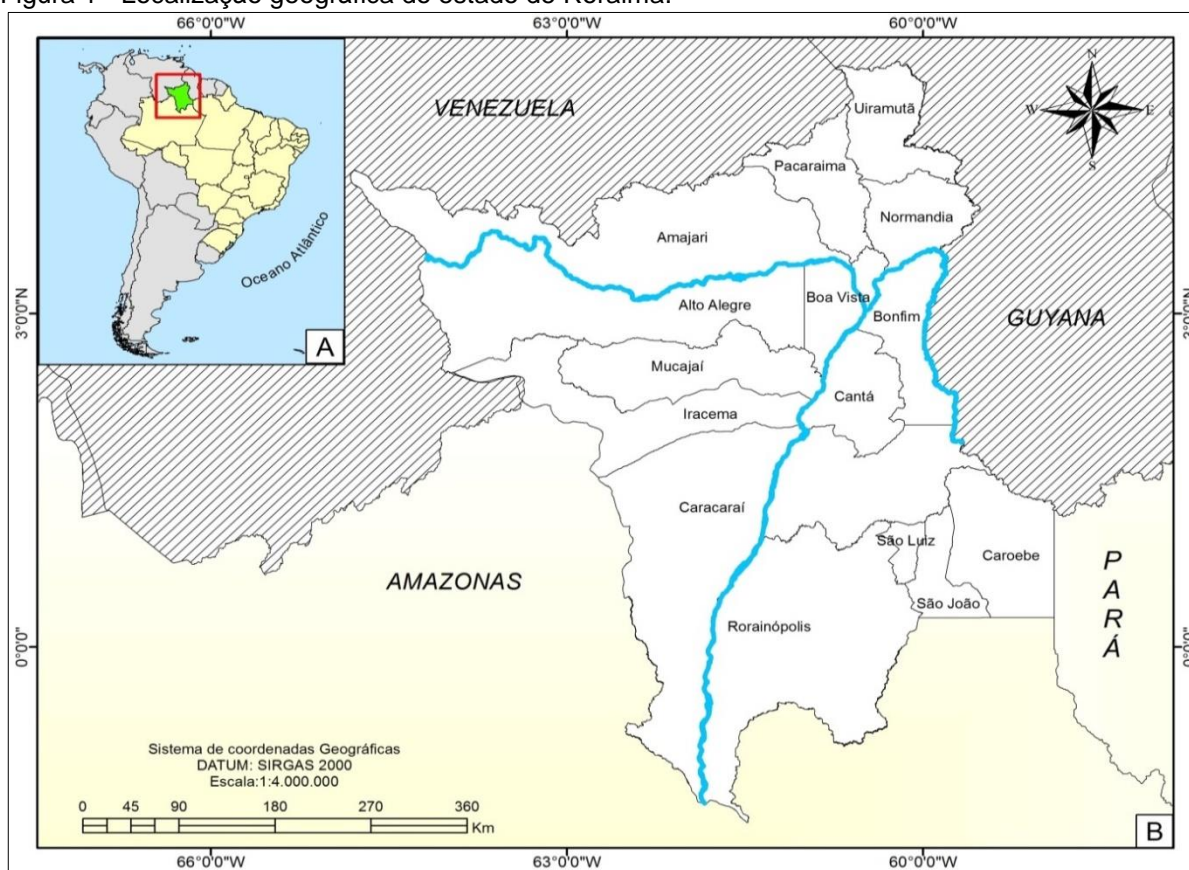 Figura 1 - Localização geográfica do estado de Roraima.
66°0'0"W
63°0'0"W
60°0'0"W
3°0'0"N
0°0'0"
3°0'0"N
0°0'0"
Oceano Atlântico
A
VENEZUELA
GUYANA
AMAZONAS
PARÁ
N
W
E
S
Uiramutã
Pacaraima
Normandia
Amajari
Alto Alegre
Boa Vista
Bonfim
Mucajaí
Cantá
Iracema
Caracaraí
São Luiz
Caroebe
São João
Rorainópolis
Sistema de coordenadas Geográficas
DATUM: SIRGAS 2000
Escala:1:4.000.000
0 45 90 180 270 360
Km
B
66°0'0"W
63°0'0"W
60°0'0"W